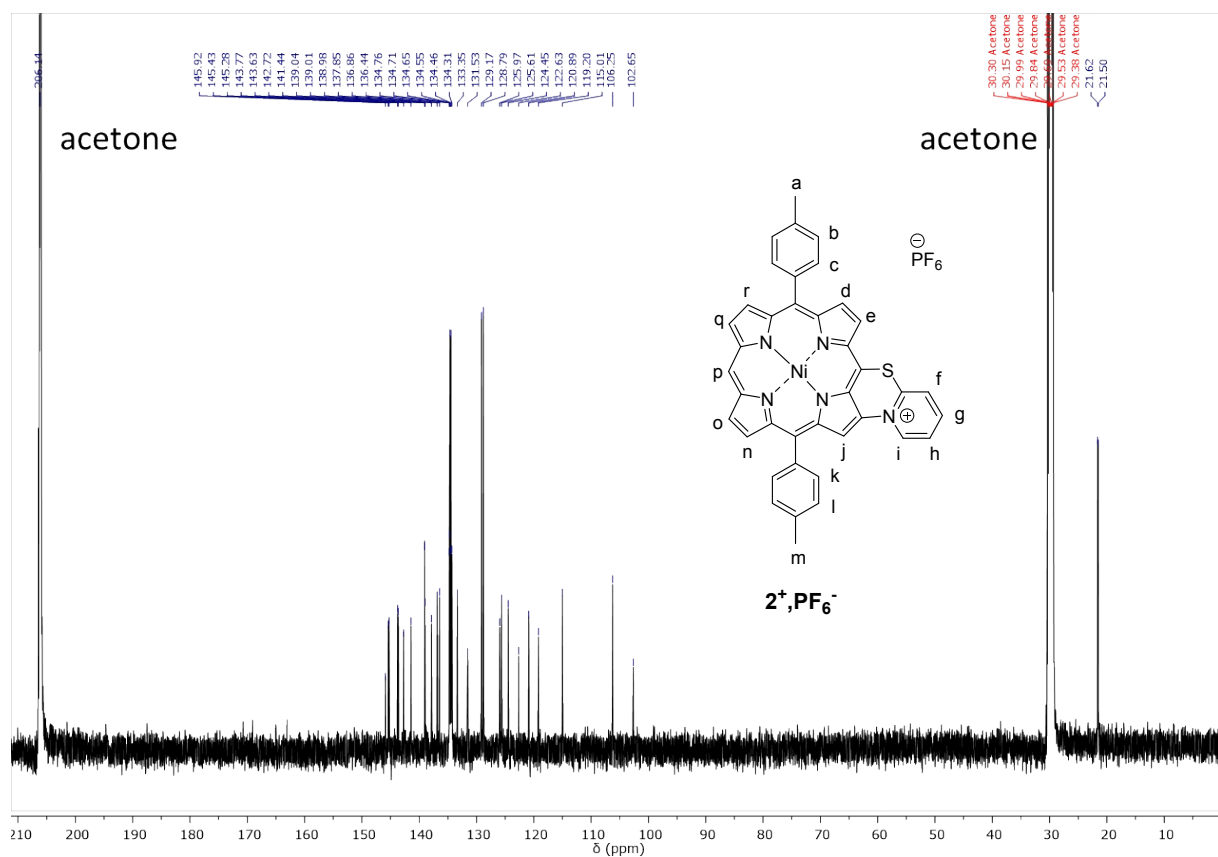 206.14
145.92
145.43
145.28
143.77
143.63
142.72
141.44
139.04
139.01
138.98
137.85
136.86
136.44
134.76
134.71
134.65
134.55
134.46
134.31
133.35
131.53
129.17
128.79
125.97
125.61
124.45
122.63
120.89
119.20
115.01
106.25
102.65
30.30 Acetone
30.15 Acetone
29.99 Acetone
29.84 Acetone
Acetone
29.53 Acetone
29.38 Acetone
21.62
21.50
acetone
acetone
a
b
c
⊖
PF6
r
d
q
e
N
N
p
Ni
S
f
N
N
N
⊕
g
o
n
j
i
h
k
l
m
2+,PF6-
210 200 190 180 170 160 150 140 130 120 110 100 90 80 70 60 50 40 30 20 10
δ (ppm)